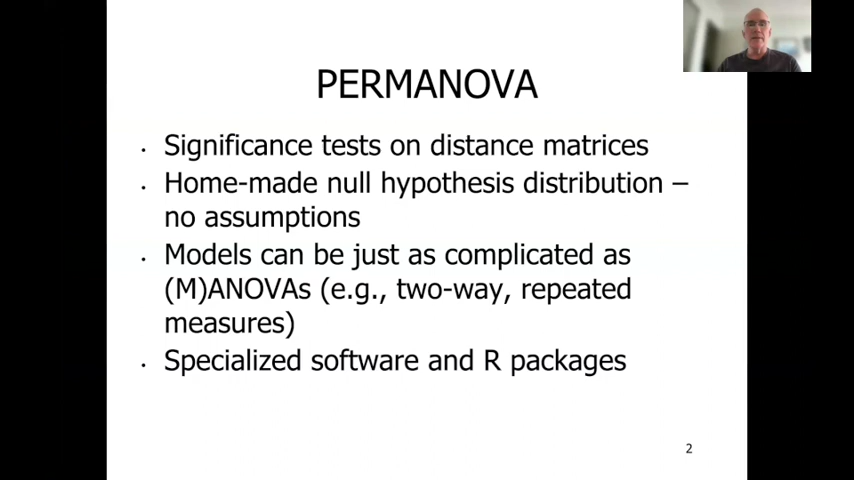 PERMANOVA
• Significance tests on distance matrices
• Home-made null hypothesis distribution –
no assumptions
• Models can be just as complicated as
(M)ANOVAs (e.g., two-way, repeated
measures)
• Specialized software and R packages
2